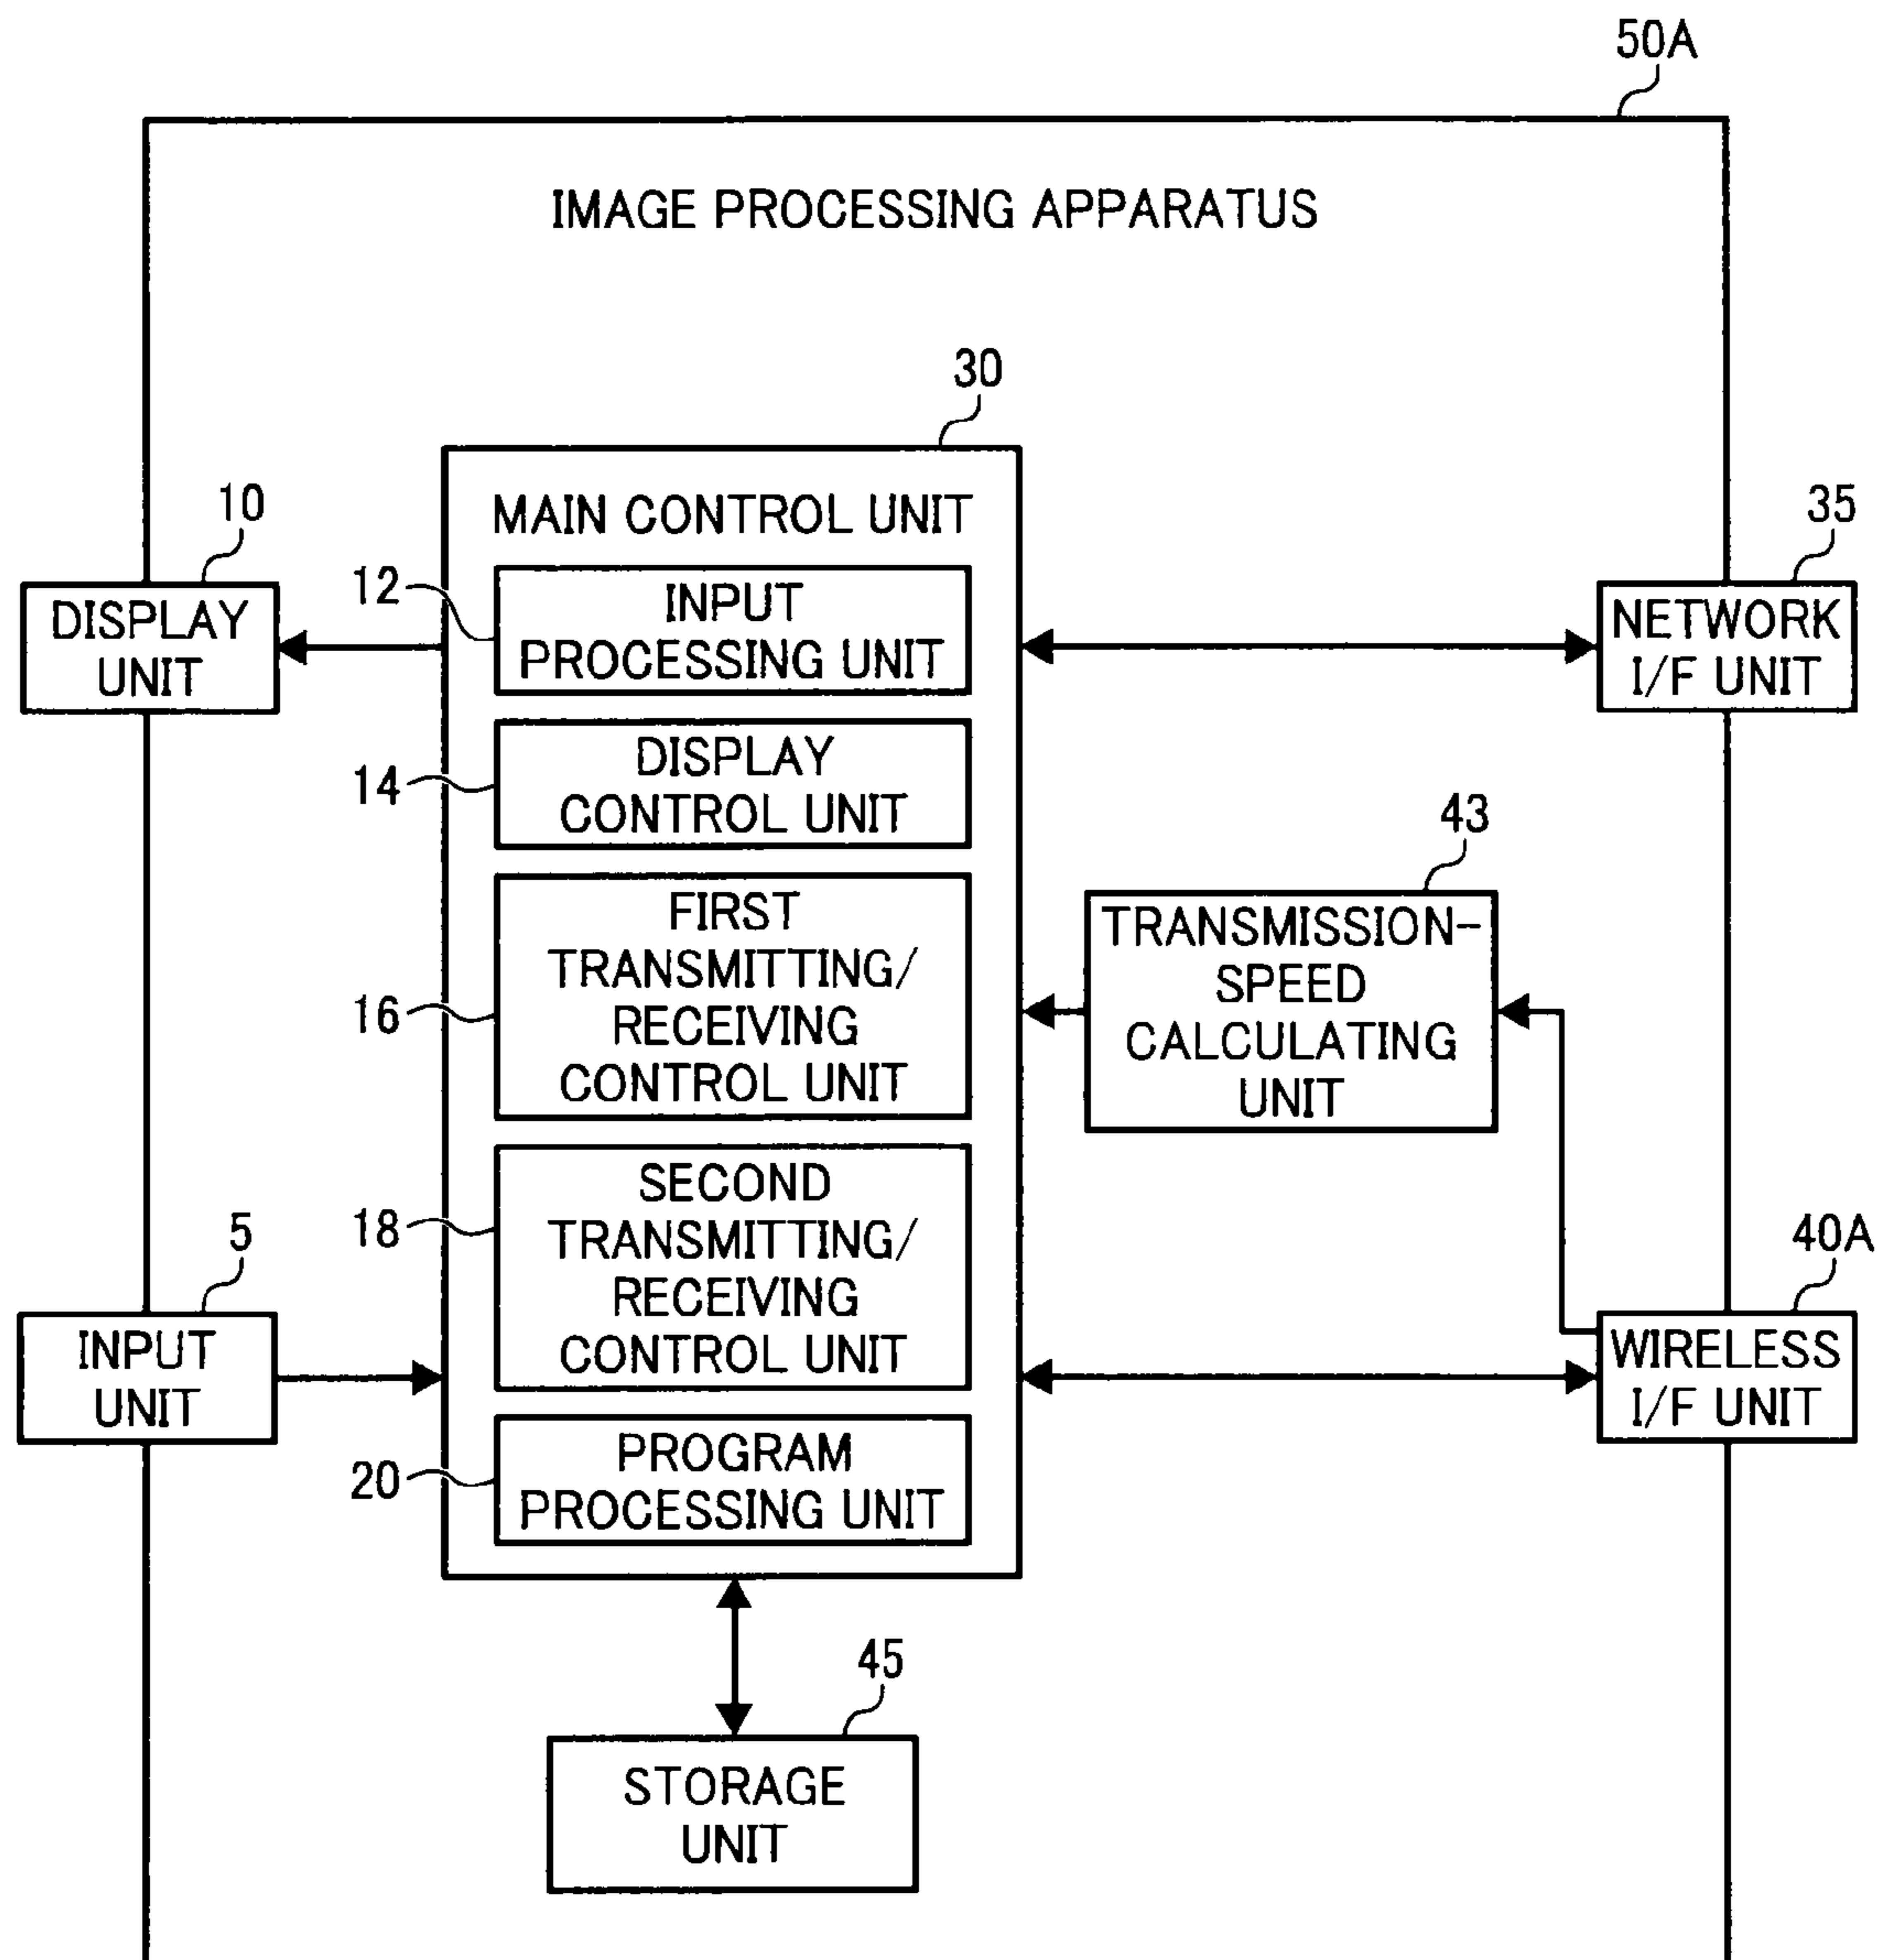 50A
IMAGE PROCESSING APPARATUS
30
MAIN CONTROL UNIT
10
DISPLAY
UNIT
12
INPUT
PROCESSING UNIT
35
NETWORK
I/F UNIT
14
DISPLAY
CONTROL UNIT
16
FIRST
TRANSMITTING/
RECEIVING
CONTROL UNIT
43
TRANSMISSION-
SPEED
CALCULATING
UNIT
18
SECOND
TRANSMITTING/
RECEIVING
CONTROL UNIT
5
INPUT
UNIT
40A
WIRELESS
I/F UNIT
20
PROGRAM
PROCESSING UNIT
45
STORAGE
UNIT